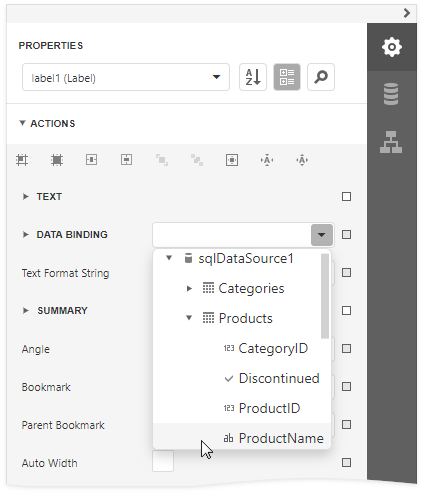 PROPERTIES
label1 (Label)
A Z
ACTIONS
A A
TEXT
DATA BINDING
sqlDataSource1
Text Format String
Categories
SUMMARY
Products
Angle
123 CategoryID
Bookmark
Discontinued
123 ProductID
Parent Bookmark
ab ProductName
Auto Width